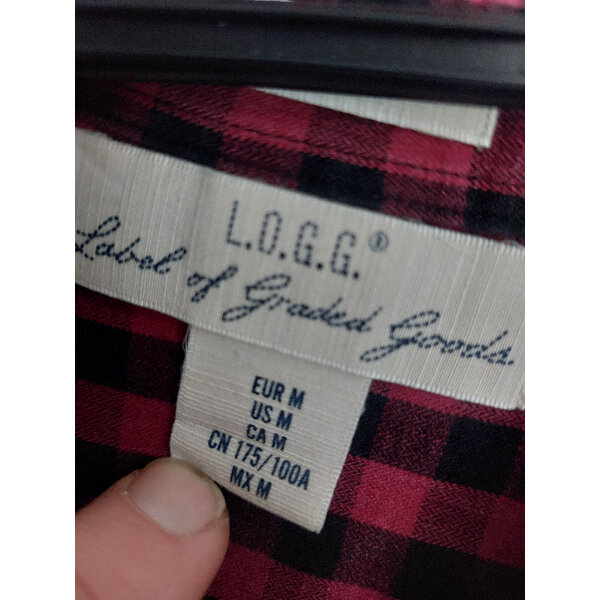 L.O.G.G.®
Label of Graded Goods
EUR M
US M
CA M
CN 175/100A
MX M